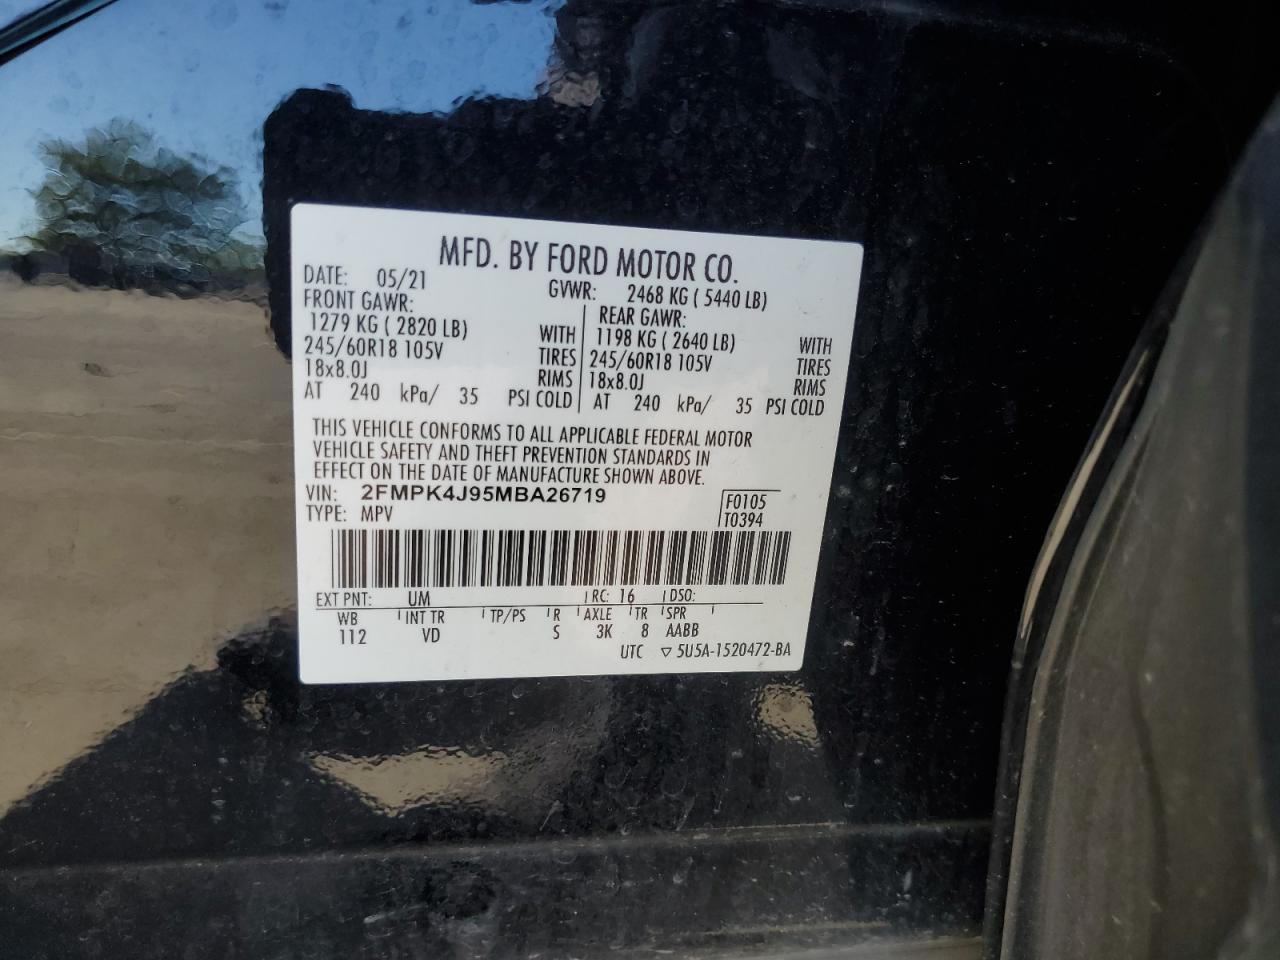 MFD. BY FORD MOTOR CO.
DATE: 05/21
GVWR: 2468 KG ( 5440 LB)
FRONT GAWR:
1279 KG ( 2820 LB) WITH
245/60R18 105V TIRES
18x8.0J RIMS
AT 240 kPa/ 35 PSI COLD
REAR GAWR:
1198 KG ( 2640 LB) WITH
245/60R18 105V TIRES
18x8.0J RIMS
AT 240 kPa/ 35 PSI COLD
THIS VEHICLE CONFORMS TO ALL APPLICABLE FEDERAL MOTOR
VEHICLE SAFETY AND THEFT PREVENTION STANDARDS IN
EFFECT ON THE DATE OF MANUFACTURE SHOWN ABOVE.
VIN: 2FMPK4J95MBA26719
TYPE: MPV
F0105
T0394
EXT PNT: UM RC: 16 DSO:
WB INT TR TP/PS R AXLE TR SPR
112 VD S 3K 8 AABB
UTC ▽ 5U5A-1520472-BA